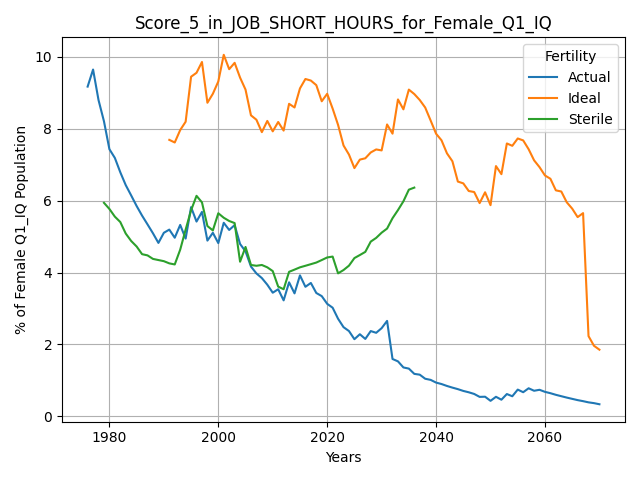 Score_5_in_JOB_SHORT_HOURS_for_Female_Q1_IQ
% of Female Q1_IQ Population
10
8
6
4
2
0
Fertility
Actual
Ideal
Sterile
1980
2000
2020
2040
2060
Years